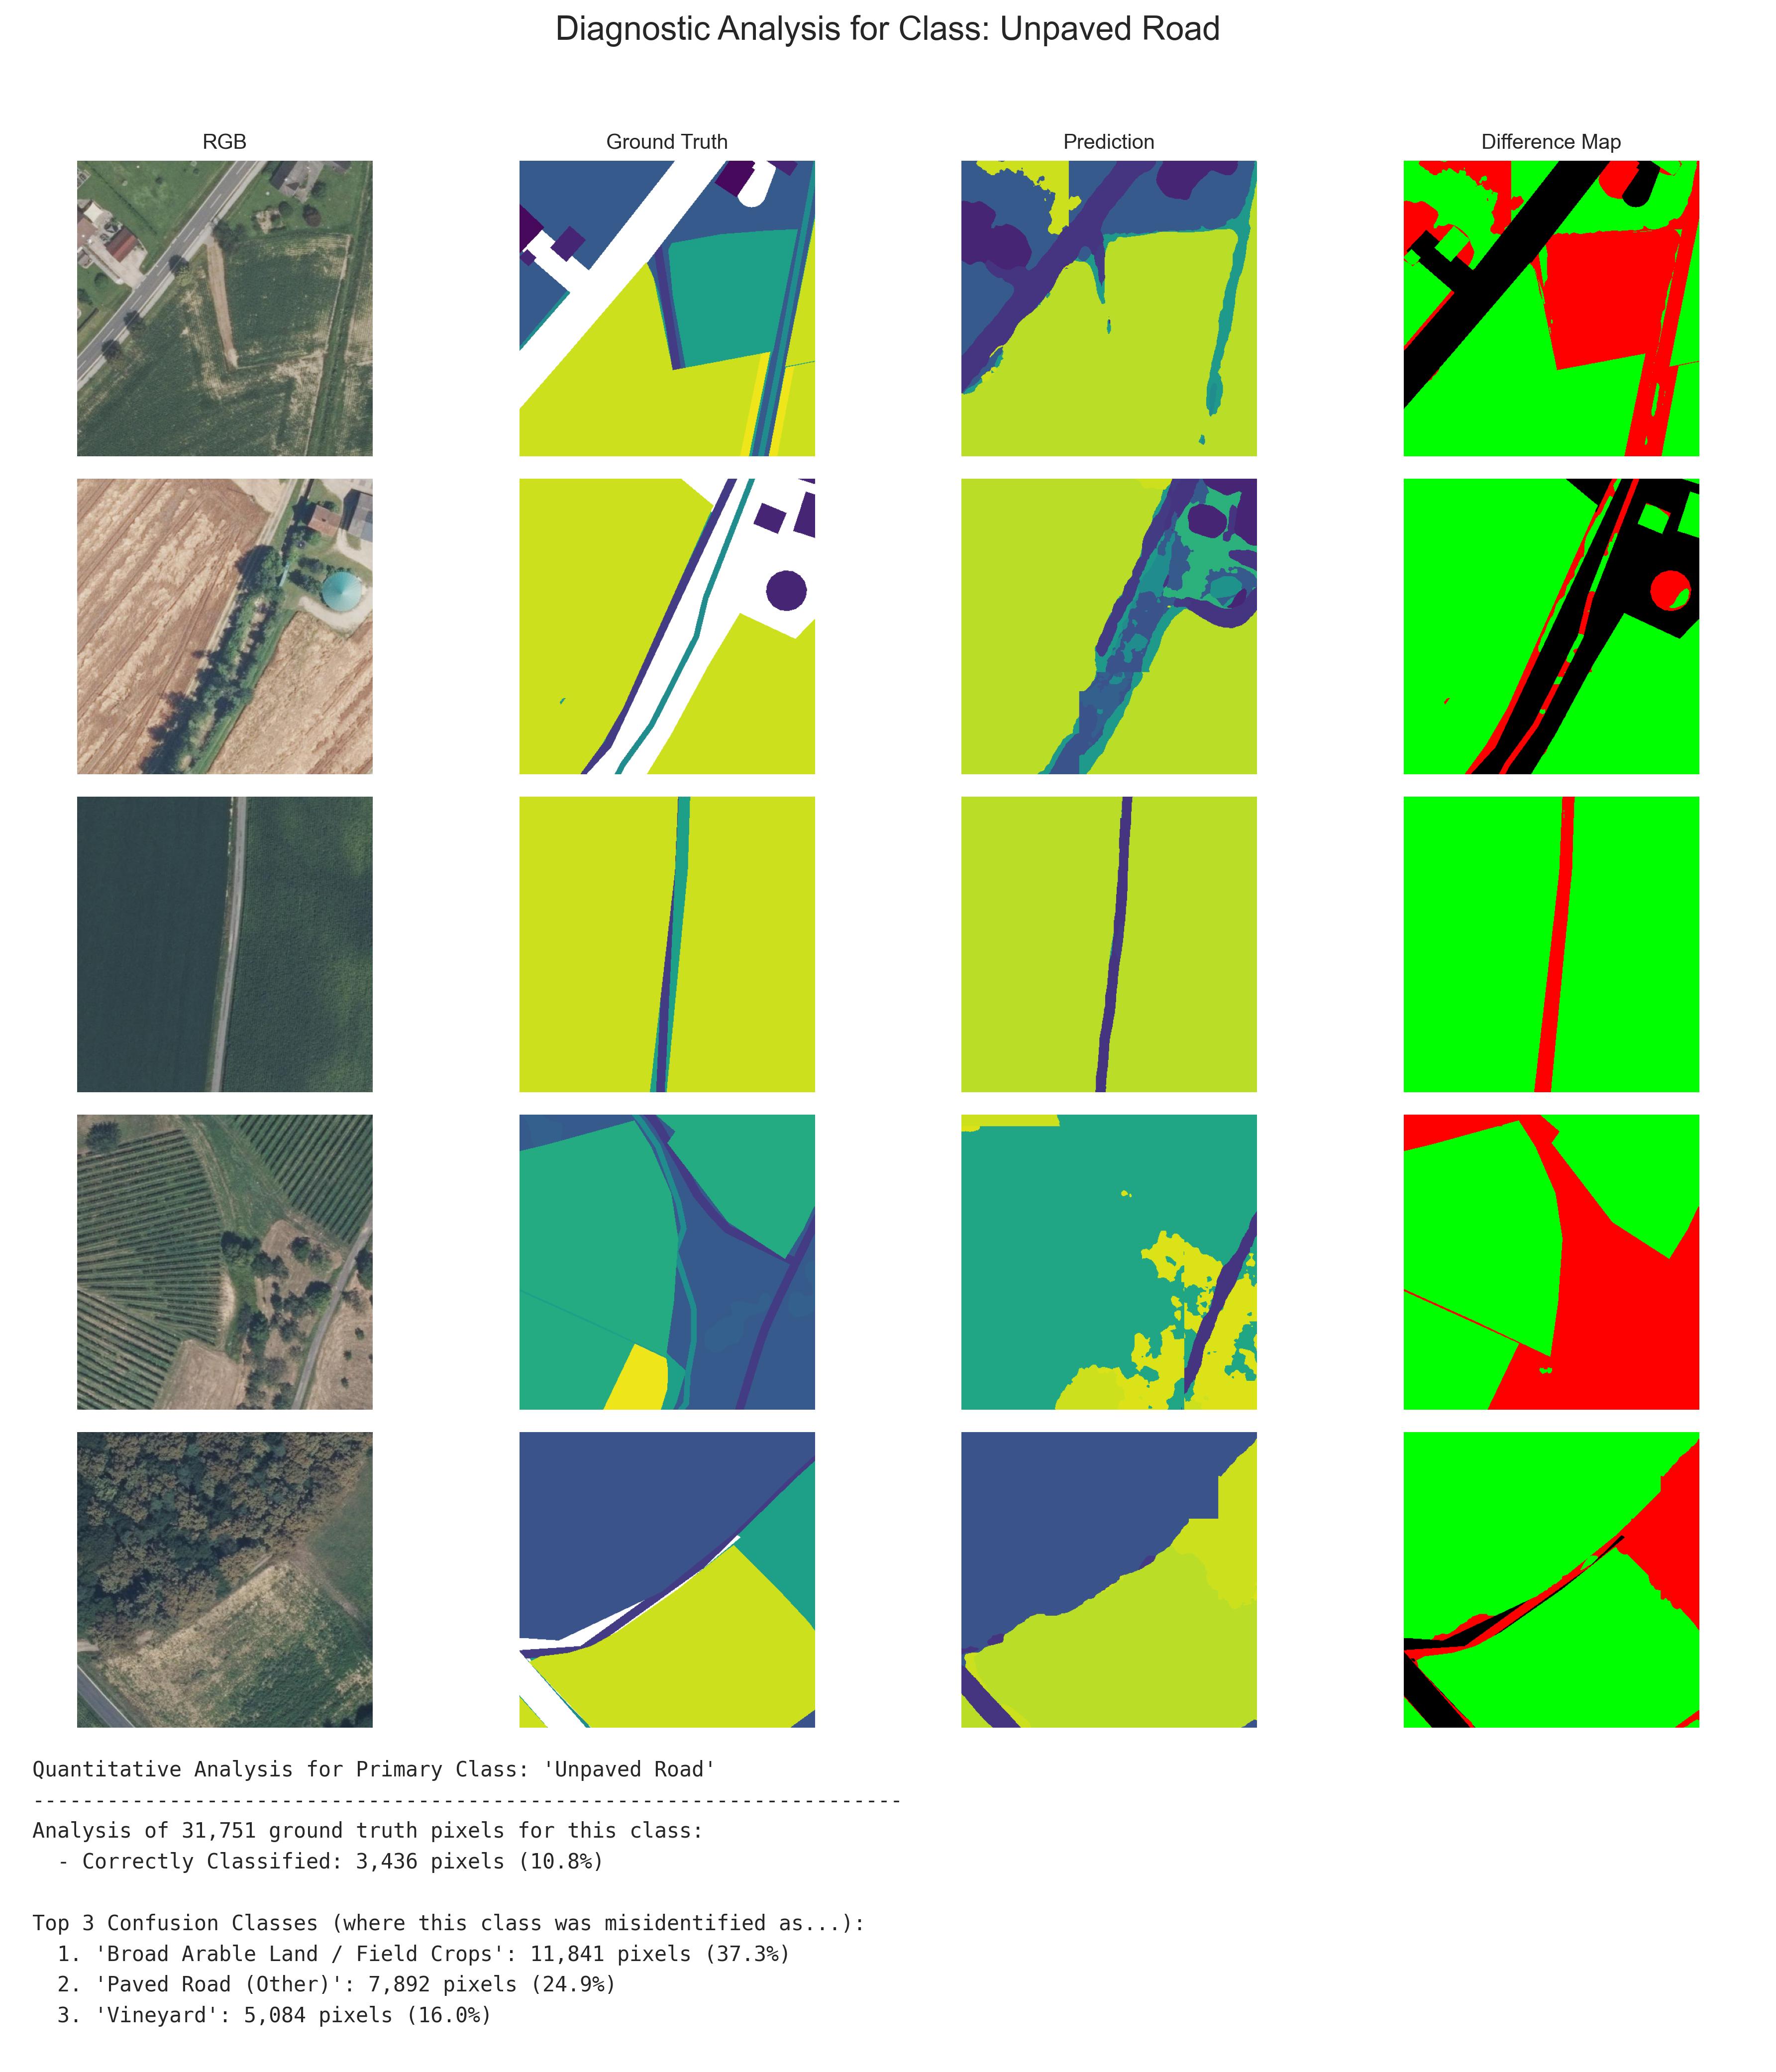 Diagnostic Analysis for Class: Unpaved Road
RGB Ground Truth Prediction Difference Map
Quantitative Analysis for Primary Class: 'Unpaved Road'
----------------------------------------------------------------------
Analysis of 31,751 ground truth pixels for this class:
- Correctly Classified: 3,436 pixels (10.8%)
Top 3 Confusion Classes (where this class was misidentified as...):
1. 'Broad Arable Land / Field Crops': 11,841 pixels (37.3%)
2. 'Paved Road (Other)': 7,892 pixels (24.9%)
3. 'Vineyard': 5,084 pixels (16.0%)